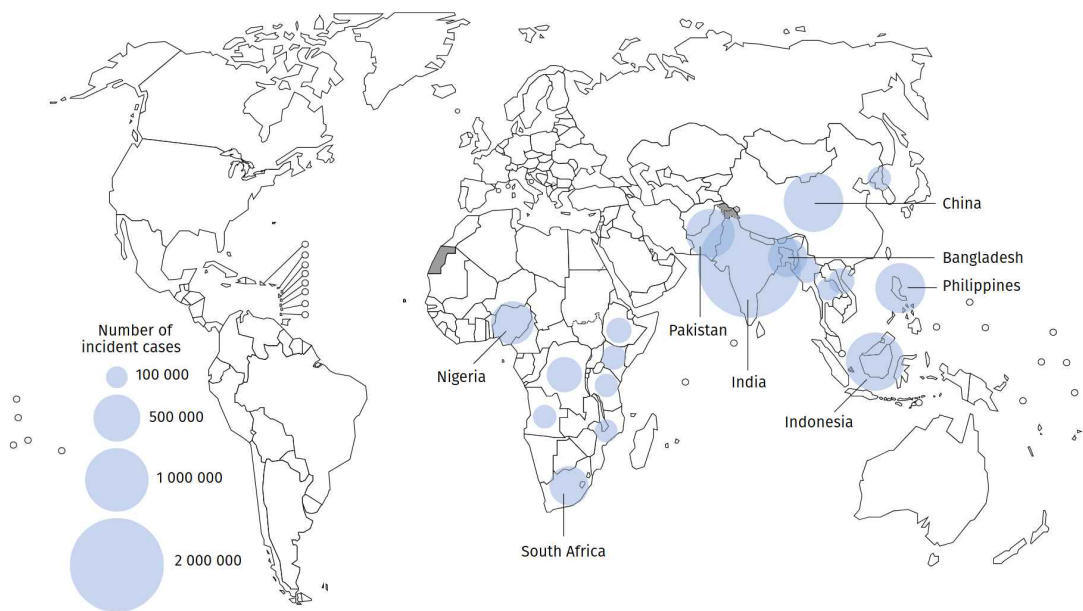 China
Bangladesh
Philippines
Pakistan
Number of
incident cases
100 000
Nigeria
India
500 000
Indonesia
1 000 000
South Africa
2 000 000